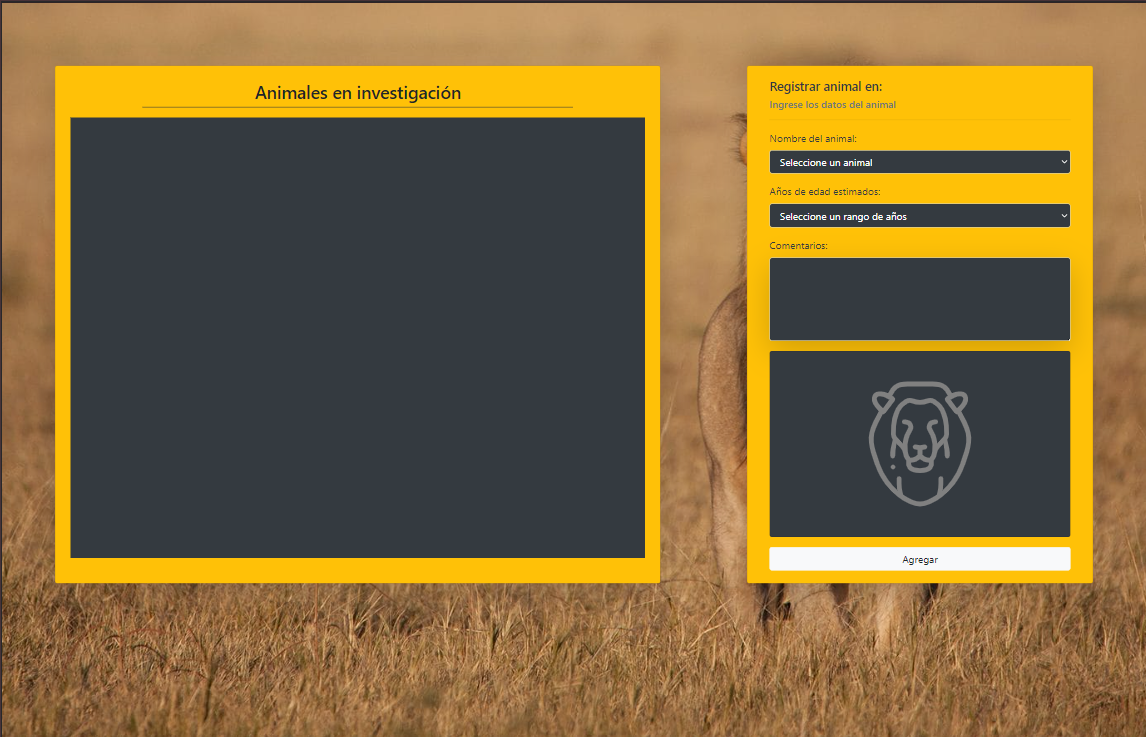 Animales en investigación
Registrar animal en:
Ingrese los datos del animal
Nombre del animal:
Seleccione un animal
Años de edad estimados:
Seleccione un rango de años
Comentarios:
Agregar